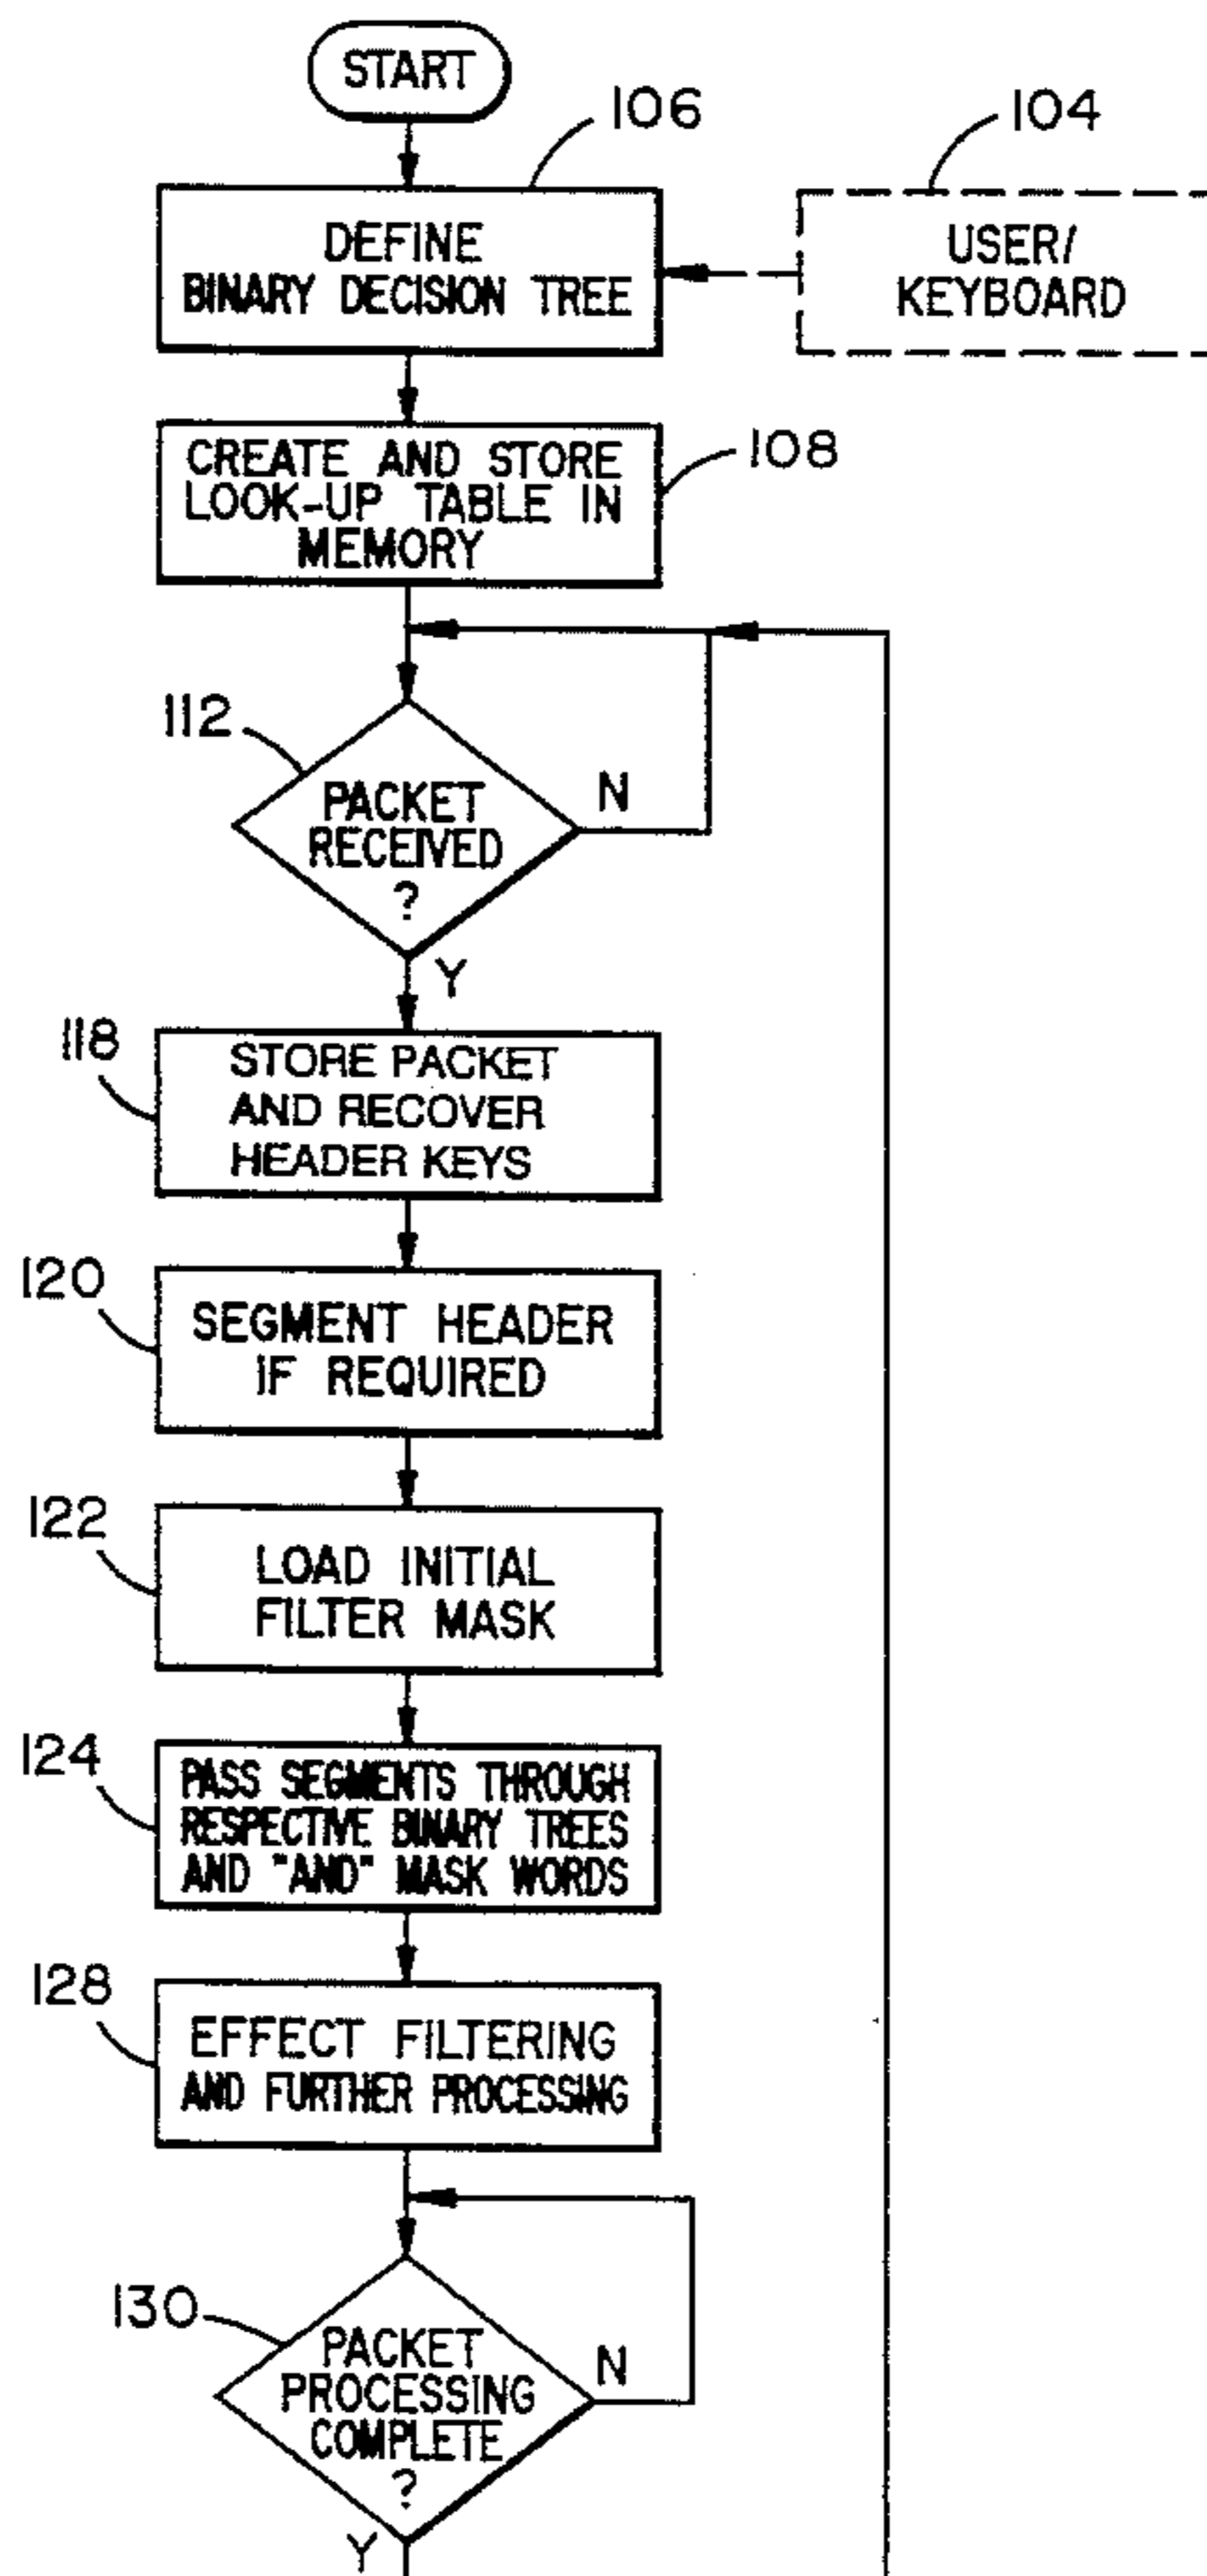 START
106
104
DEFINE
BINARY DECISION TREE
USER/
KEYBOARD
CREATE AND STORE
LOOK-UP TABLE IN
MEMORY
108
112
PACKET
RECEIVED
?
N
Y
118
STORE PACKET
AND RECOVER
HEADER KEYS
120
SEGMENT HEADER
IF REQUIRED
122
LOAD INITIAL
FILTER MASK
124
PASS SEGMENTS THROUGH
RESPECTIVE BINARY TREES
AND "AND" MASK WORDS
128
EFFECT FILTERING
AND FURTHER PROCESSING
130
PACKET
PROCESSING
COMPLETE
?
N
Y